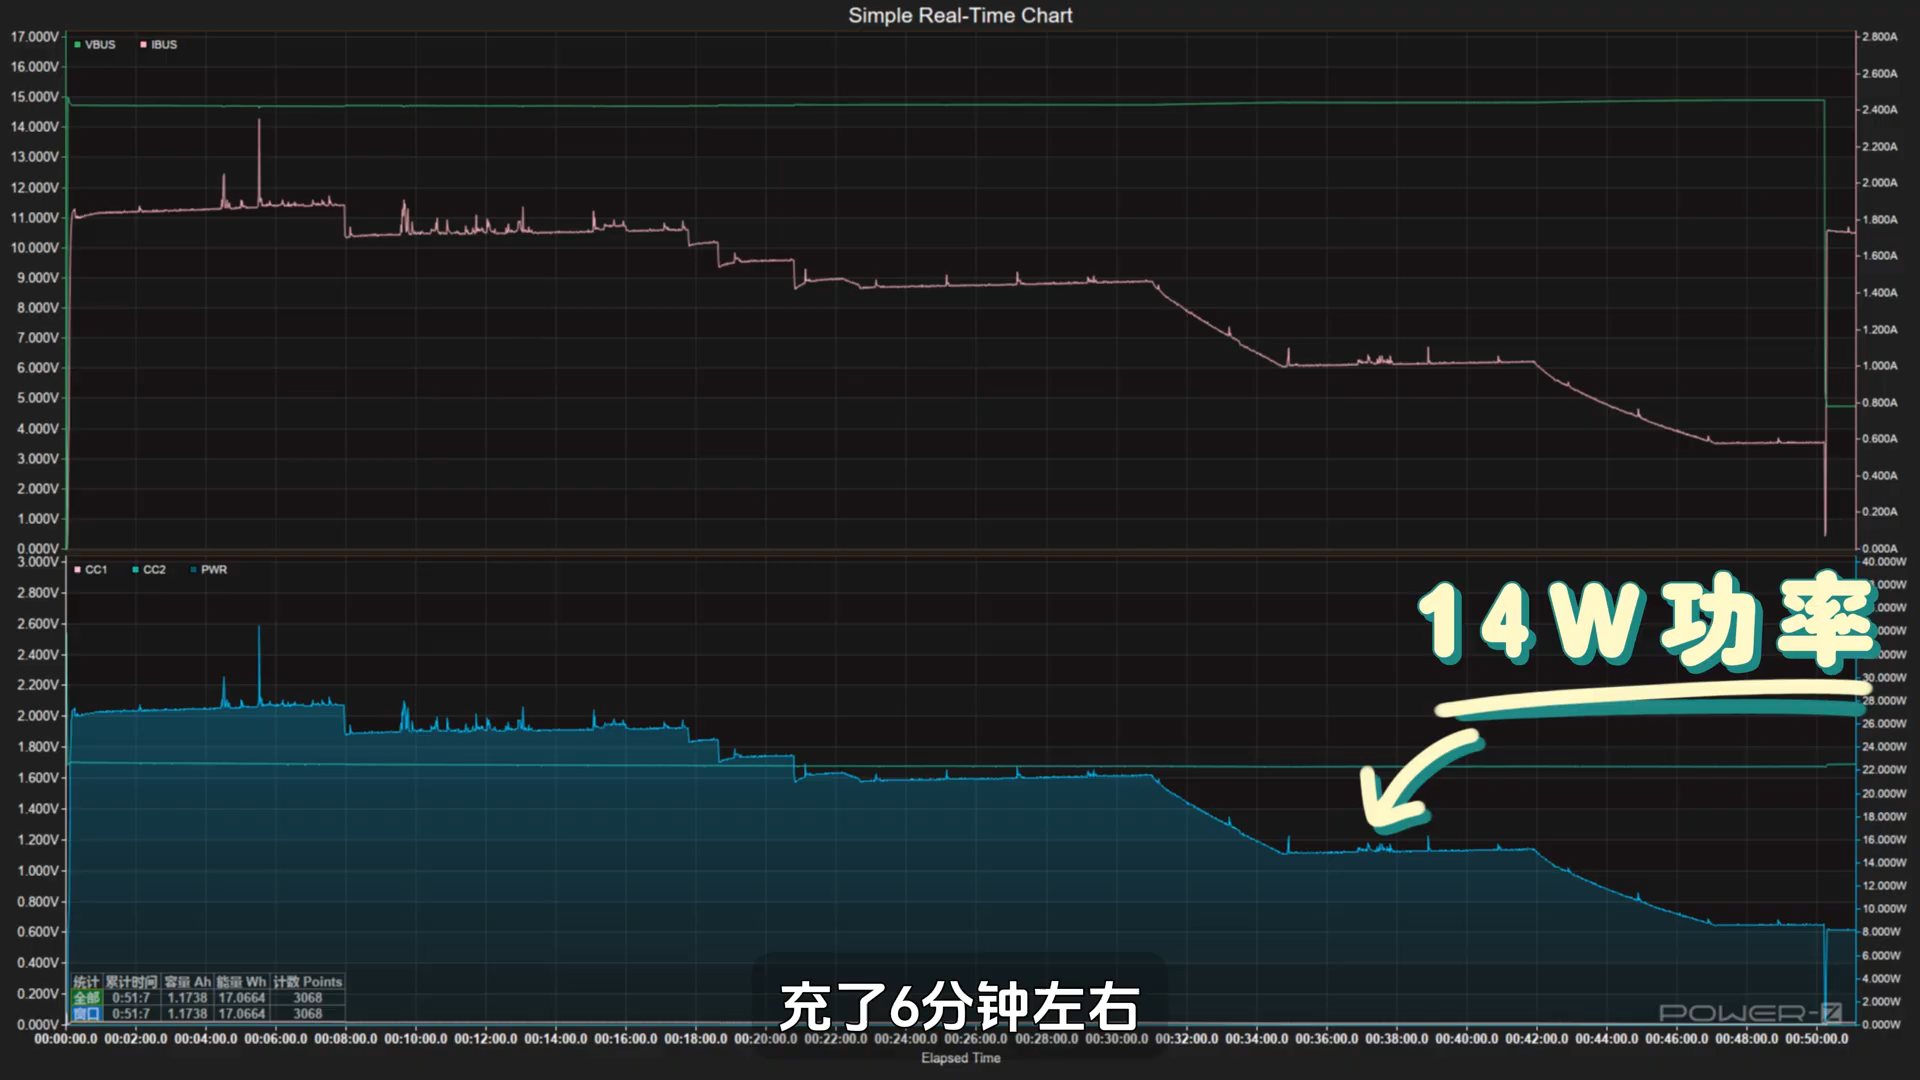 Simple Real-Time Chart
17.000V
16.000V
15.000V
14.000V
13.000V
12.000V
11.000V
10.000V
9.000V
8.000V
7.000V
6.000V
5.000V
4.000V
3.000V
2.000V
1.000V
0.000V
VBUS IBUS
2.800A
2.600A
2.400A
2.200A
2.000A
1.800A
1.600A
1.400A
1.200A
1.000A
0.800A
0.600A
0.400A
0.200A
0.000A
3.000V
2.800V
2.600V
2.400V
2.200V
2.000V
1.800V
1.600V
1.400V
1.200V
1.000V
0.800V
0.600V
0.400V
0.200V
0.000V
CC1 CC2 PWR
14W功率
40.000W
30.000W
28.000W
26.000W
24.000W
22.000W
20.000W
18.000W
16.000W
14.000W
12.000W
10.000W
8.000W
6.000W
4.000W
2.000W
0.000W
统计 累计时间 容量 Ah 能量 Wh 计数 Points
全部 0:51:7 1.1738 17.0664 3068
窗口 0:51:7 1.1738 17.0664 3068
充了6分钟左右
POWER-Z
00:00:00.0 00:02:00.0 00:04:00.0 00:06:00.0 00:08:00.0 00:10:00.0 00:12:00.0 00:14:00.0 00:16:00.0 00:18:00.0 00:20:00.0 00:22:00.0 00:24:00.0 00:26:00.0 00:28:00.0 00:30:00.0 00:32:00.0 00:34:00.0 00:36:00.0 00:38:00.0 00:40:00.0 00:42:00.0 00:44:00.0 00:46:00.0 00:48:00.0 00:50:00.0
Elapsed Time